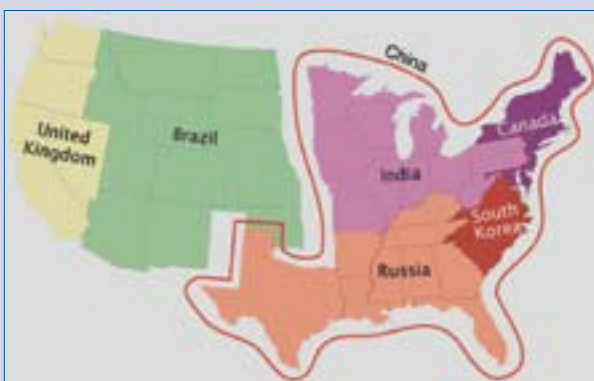 China
Canada
United
Kingdom
Brazil
India
South
Korea
Russia